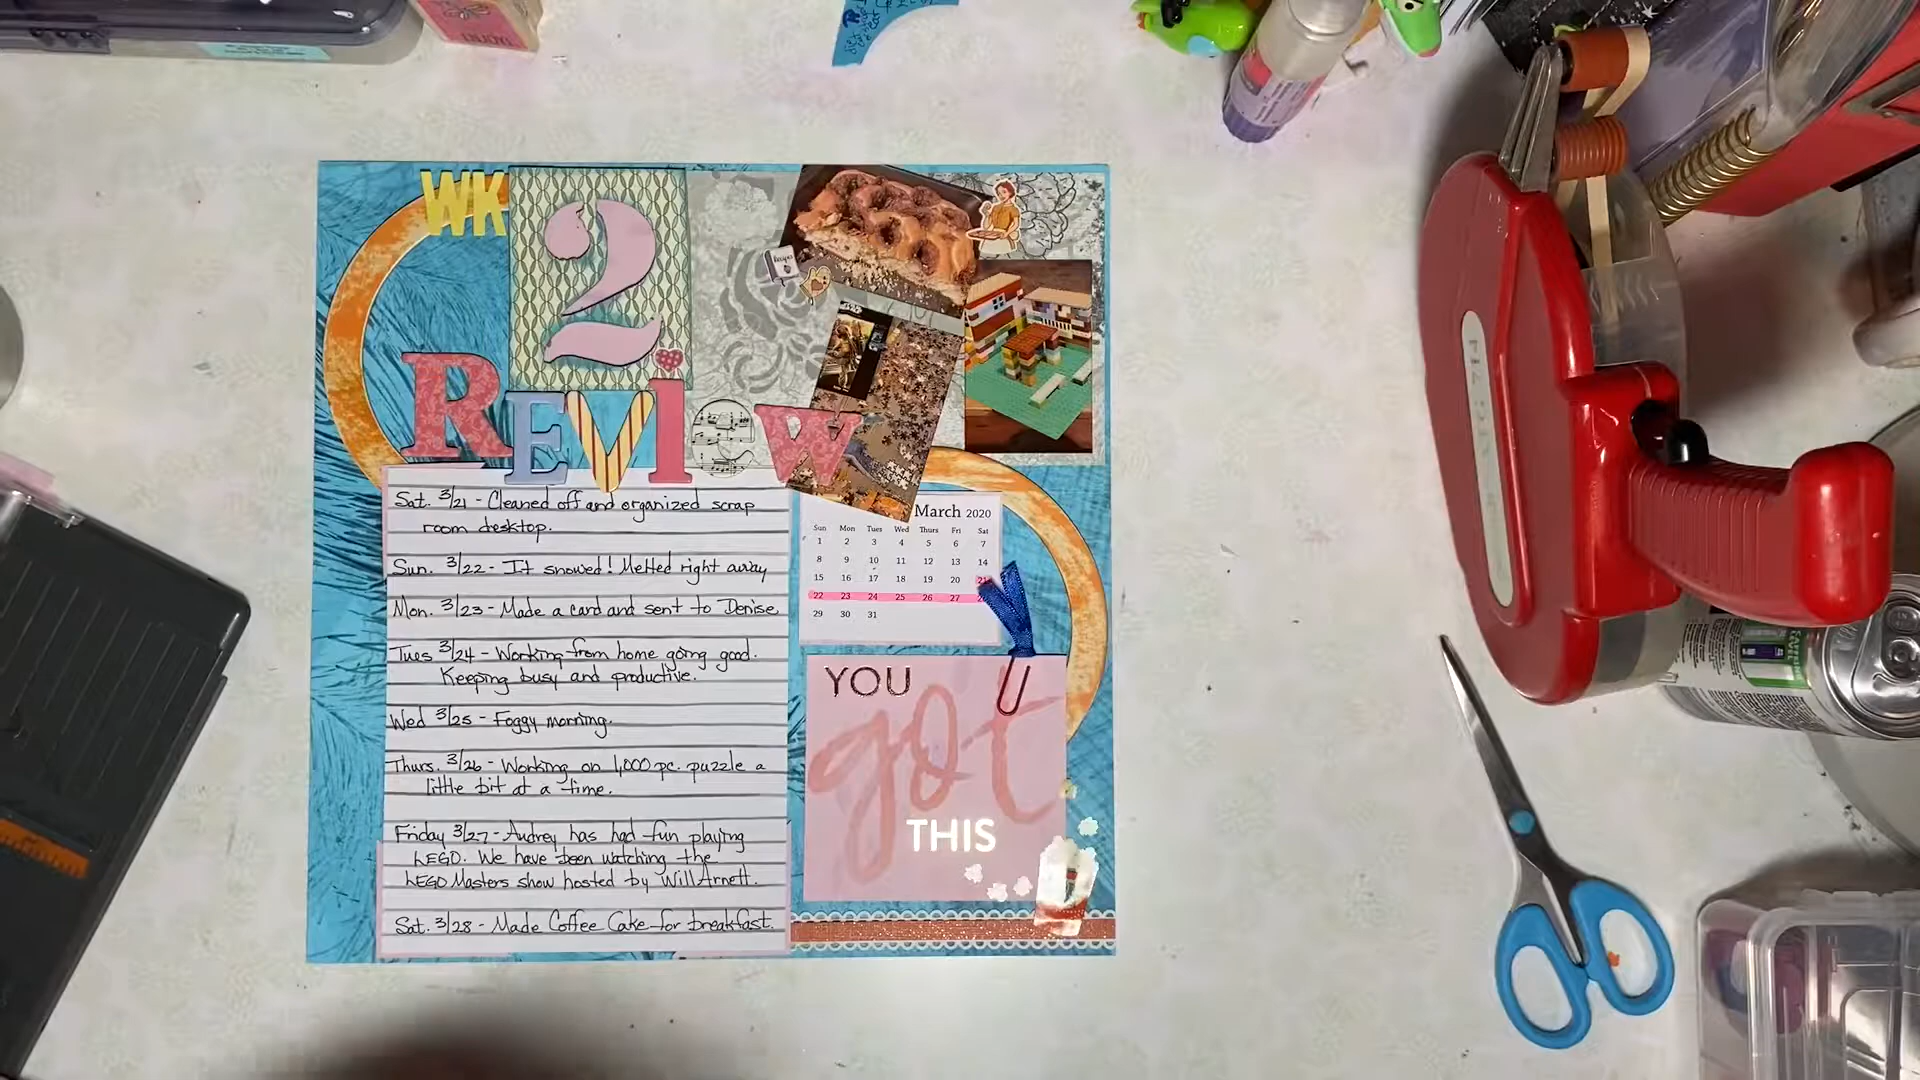 ENJOY!
WK
2
REVIEW
Recipes
Sat. 3/21 - Cleaned off and organized scrap
room desktop.
Sun. 3/22 - It snowed! Melted right away
Mon. 3/23 - Made a card and sent to Denise
Tues 3/24 - Working from home going good.
Keeping busy and productive.
Wed 3/25 - Foggy morning.
Thurs. 3/26 - Working on 1,000 pc. puzzle a
little bit at a time.
Friday 3/27 - Audrey has had fun playing
LEGO. We have been watching the
LEGO Masters show hosted by Will Arnett.
Sat. 3/28 - Made Coffee Cake for breakfast.
March 2020
Sun Mon Tues Wed Thurs Fri Sat
1 2 3 4 5 6 7
8 9 10 11 12 13 14
15 16 17 18 19 20 21
22 23 24 25 26 27
29 30 31
YOU
got
THIS